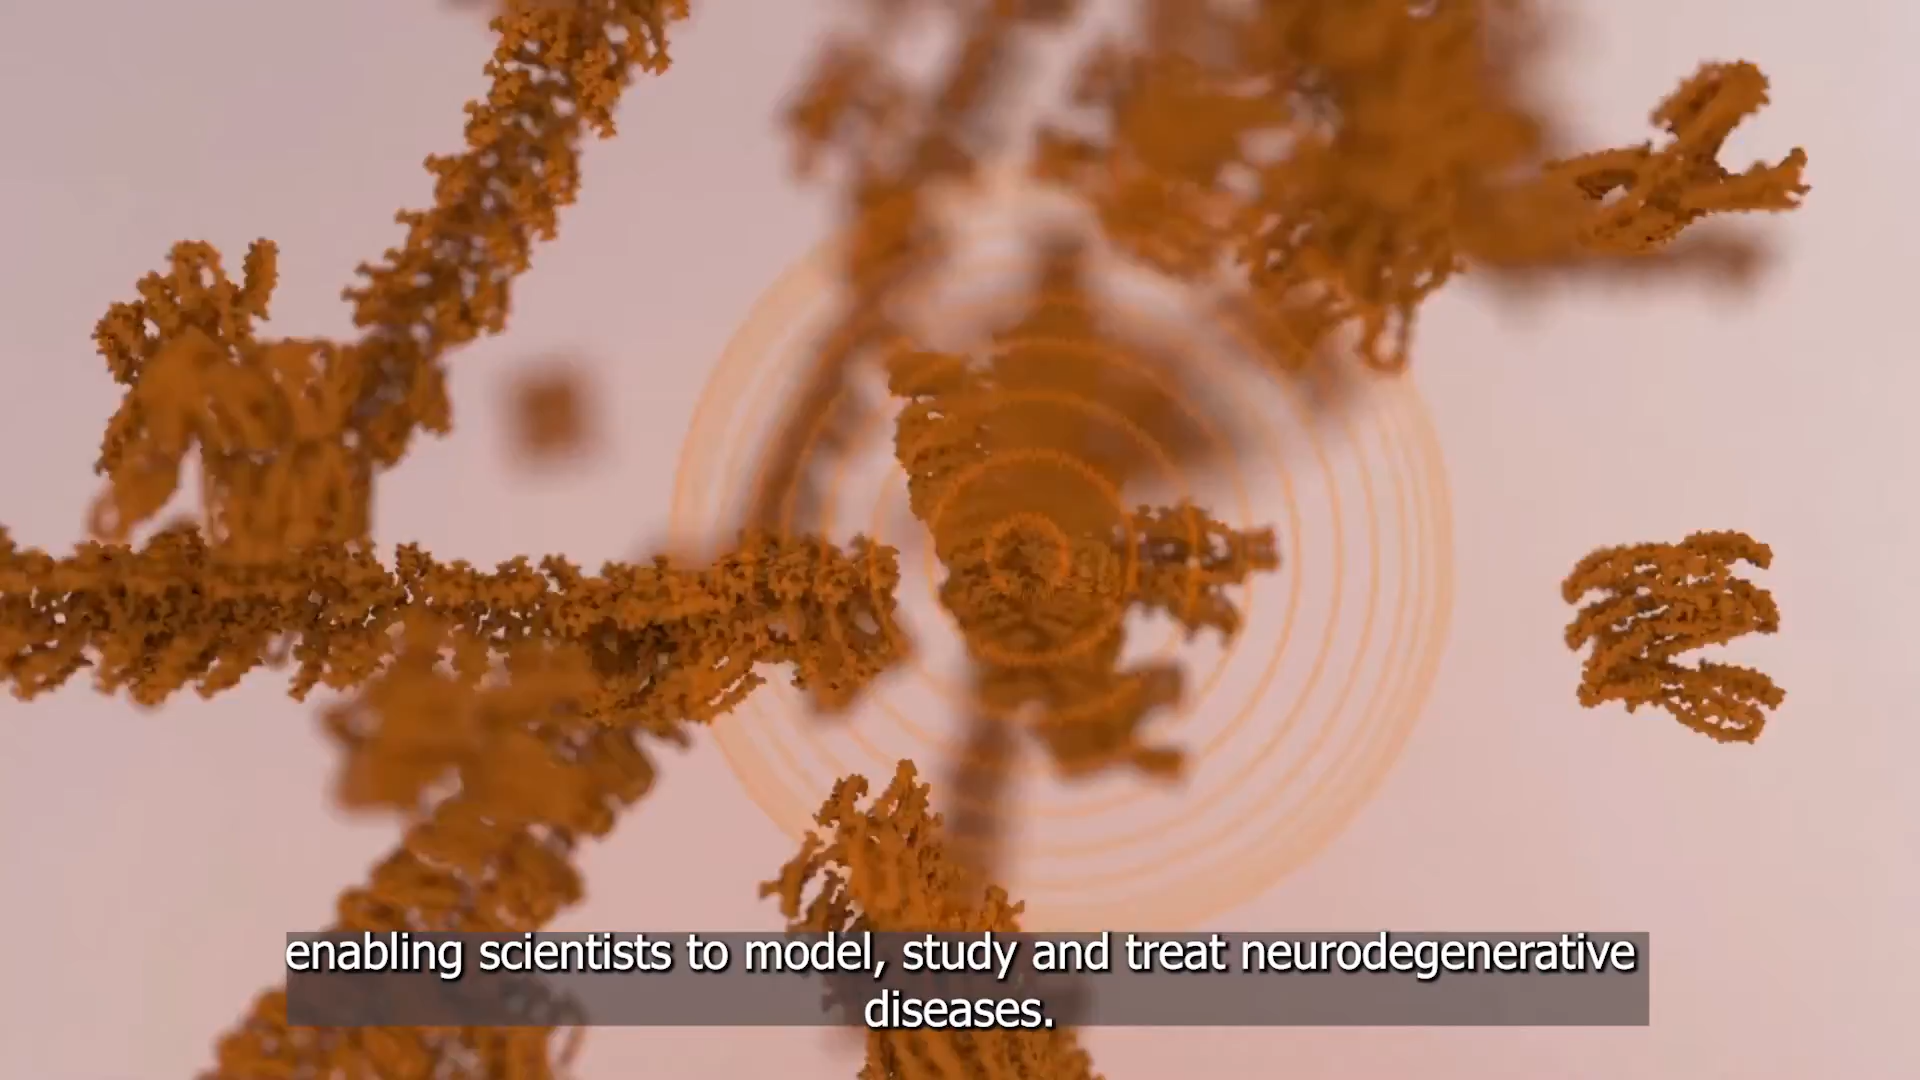 enabling scientists to model, study and treat neurodegenerative
diseases.